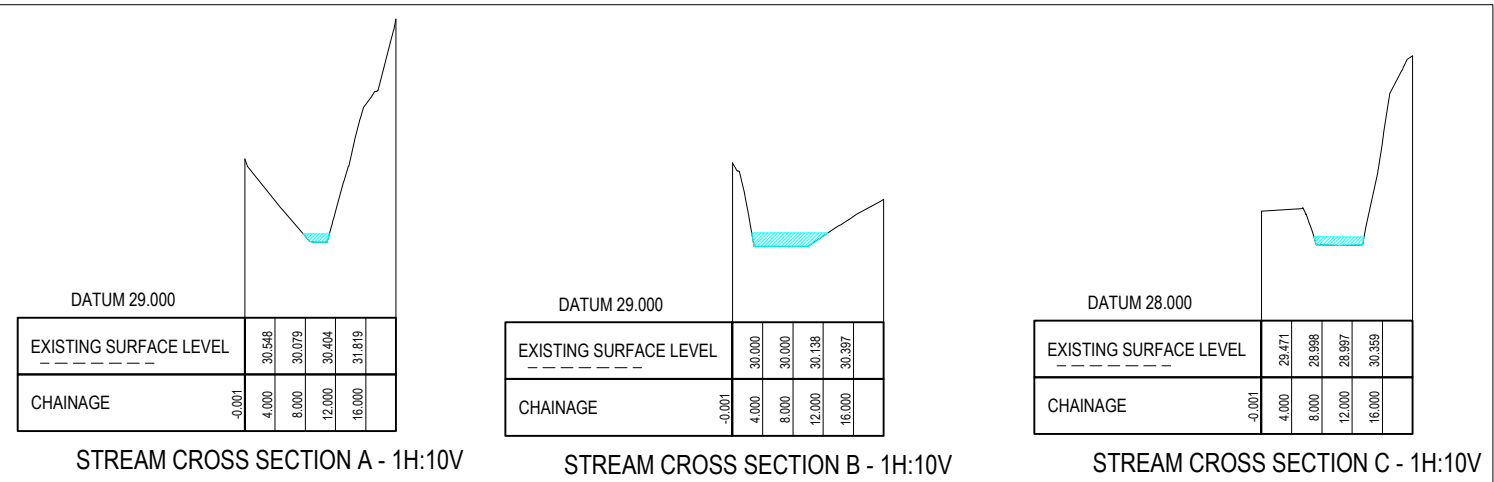 DATUM 29.000
EXISTING SURFACE LEVEL 30.548 30.079 30.404 31.819
CHAINAGE -0.001 4.000 8.000 12.000 16.000
STREAM CROSS SECTION A - 1H:10V
DATUM 29.000
EXISTING SURFACE LEVEL 30.000 30.000 30.138 30.397
CHAINAGE -0.001 4.000 8.000 12.000 16.000
STREAM CROSS SECTION B - 1H:10V
DATUM 28.000
EXISTING SURFACE LEVEL 29.471 28.998 28.997 30.359
CHAINAGE -0.001 4.000 8.000 12.000 16.000
STREAM CROSS SECTION C - 1H:10V